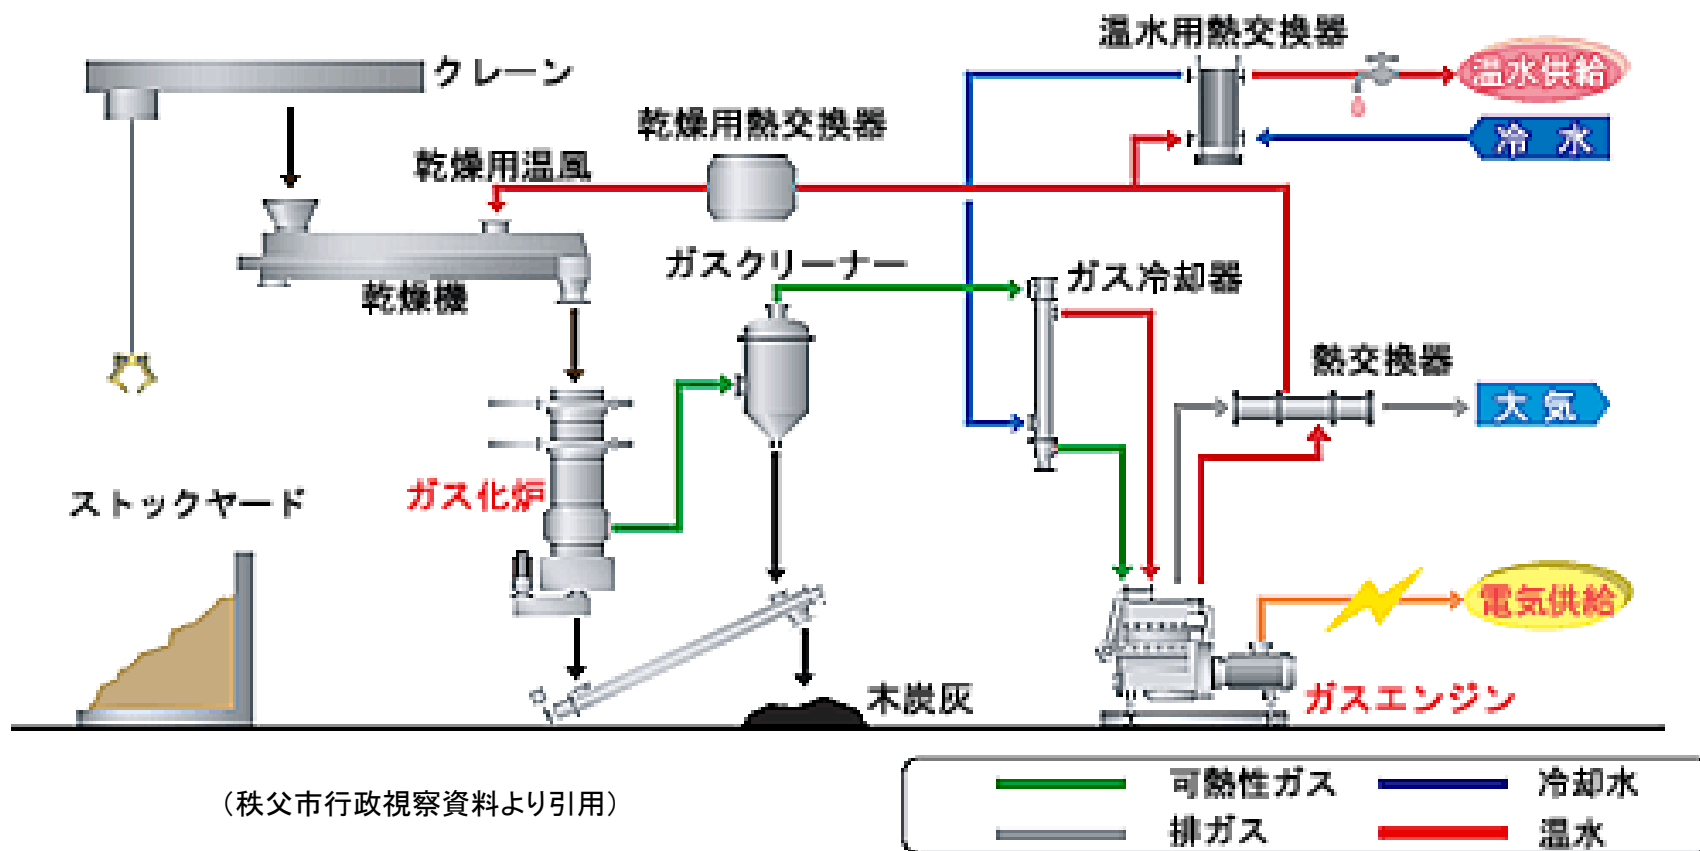 温水用熱交換器
クレーン
温水供給
乾燥用熱交換器
冷 水
乾燥用温風
ガスクリーナー
ガス冷却器
乾燥機
熱交換器
大 気
ガス化炉
ストックヤード
電気供給
木炭灰
ガスエンジン
（秩父市行政視察資料より引用）
可熱性ガス
冷却水
排ガス
温水